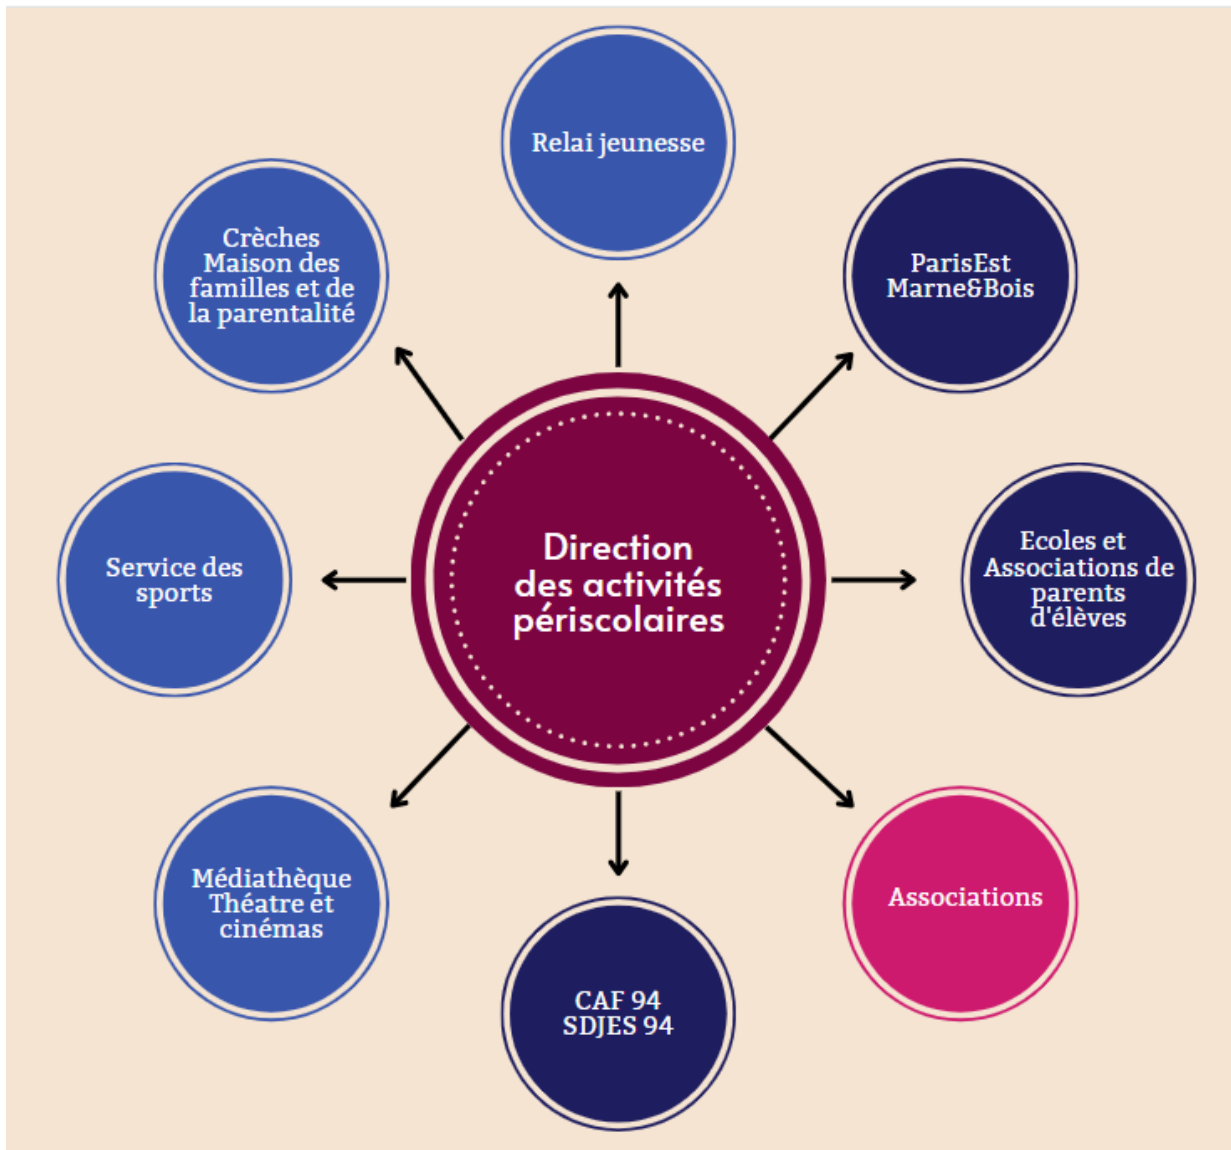 Relai jeunesse
Crèches
Maison des
familles et de
la parentalité
ParisEst
Marne&Bois
Service des
sports
Direction
des activités
périscolaires
Ecoles et
Associations de
parents
d'élèves
Médiathèque
Théatre et
cinémas
Associations
CAF 94
SDJES 94